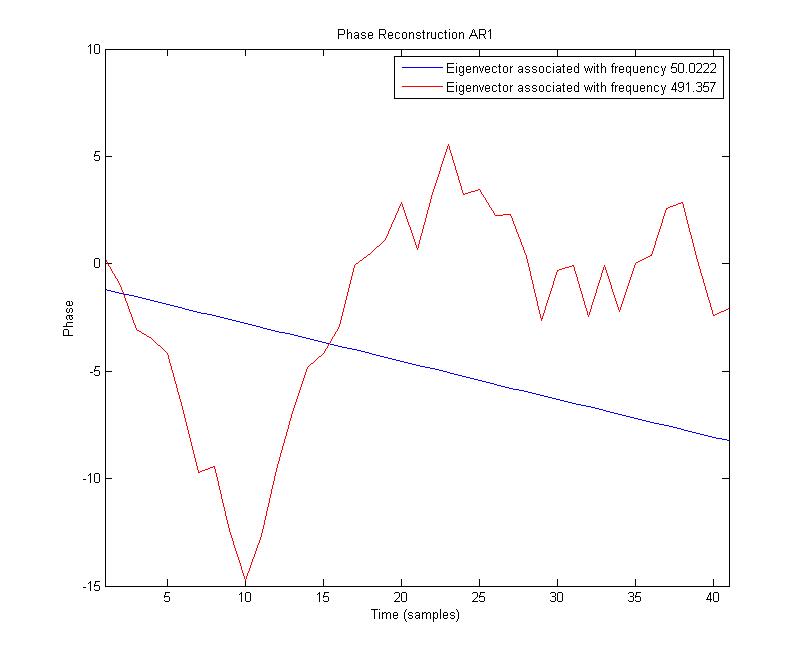 Phase Reconstruction AR1
Eigenvector associated with frequency 50.0222
Eigenvector associated with frequency 491.357
10
5
0
-5
-10
-15
Phase
5 10 15 20 25 30 35 40
Time (samples)